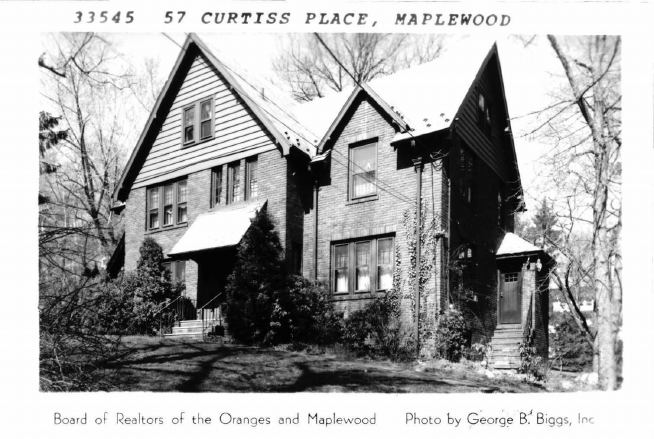 33545 57 CURTISS PLACE, MAPLEWOOD
Board of Realtors of the Oranges and Maplewood Photo by George B. Biggs, Inc